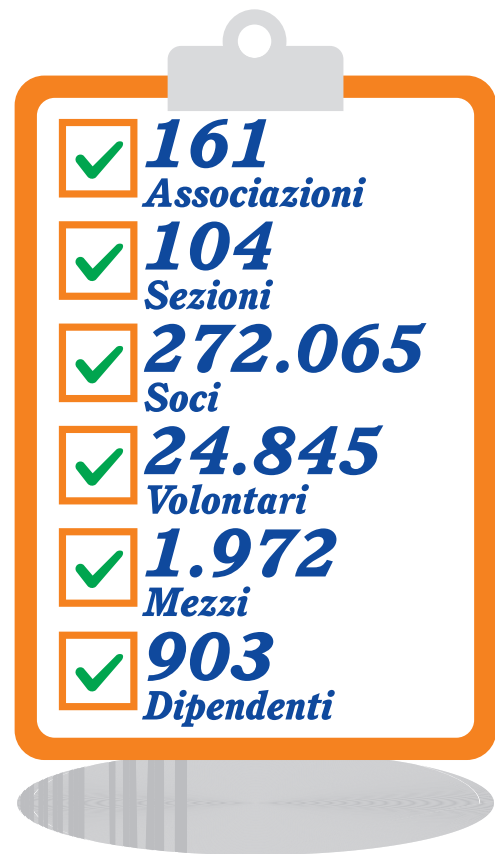 161
Associazioni
104
Sezioni
272.065
Soci
24.845
Volontari
1.972
Mezzi
903
Dipendenti